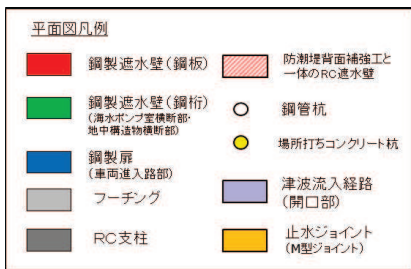 平面図凡例
鋼製遮水壁(鋼板)
鋼製遮水壁(鋼桁)
(海水ポンプ室横断部・
地中構造物横断部)
鋼製扉
(車両進入路部)
フーチング
RC支柱
防潮堤背面補強工と
一体のRC遮水壁
鋼管杭
場所打ちコンクリート杭
津波流入経路
(開口部)
止水ジョイント
(M型ジョイント)